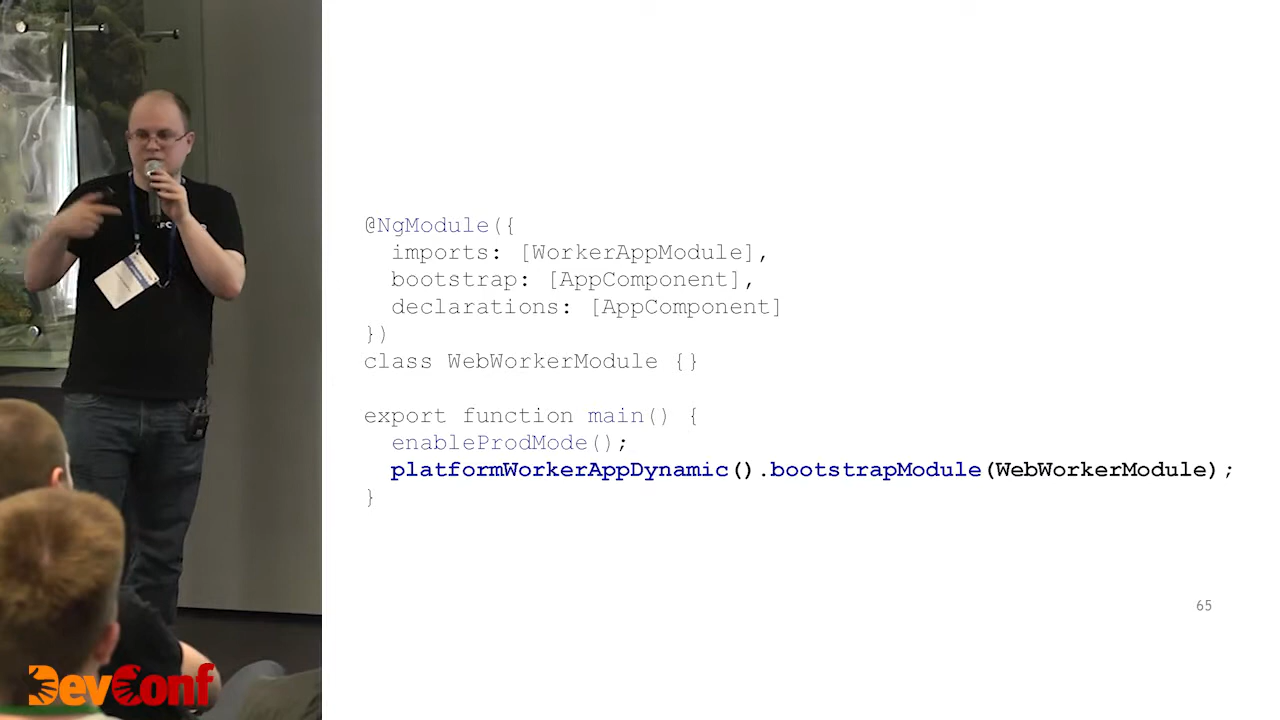 @NgModule({
imports: [WorkerAppModule],
bootstrap: [AppComponent],
declarations: [AppComponent]
})
class WebWorkerModule {}
export function main() {
enableProdMode();
platformWorkerAppDynamic().bootstrapModule(WebWorkerModule);
}
65
DevConf